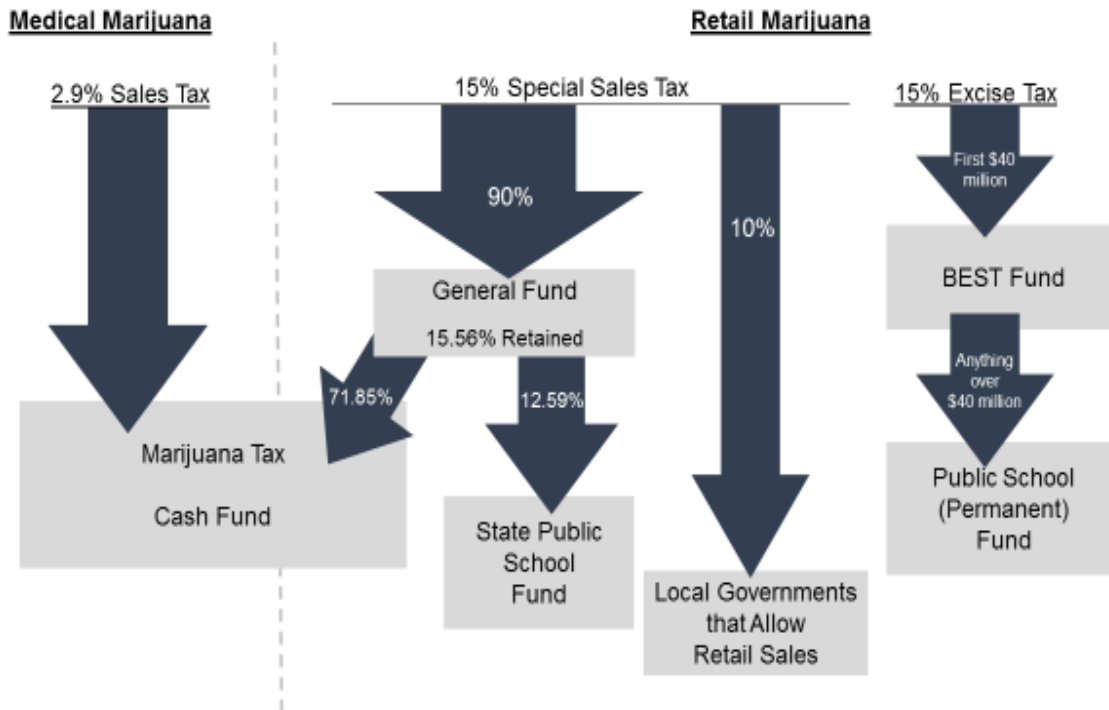 Medical Marijuana
Retail Marijuana
2.9% Sales Tax
15% Special Sales Tax
15% Excise Tax
90%
10%
First $40
million
General Fund
15.56% Retained
BEST Fund
71.85%
12.59%
Anything
over
$40 million
Marijuana Tax
Cash Fund
State Public
School
Fund
Local Governments
that Allow
Retail Sales
Public School
(Permanent)
Fund